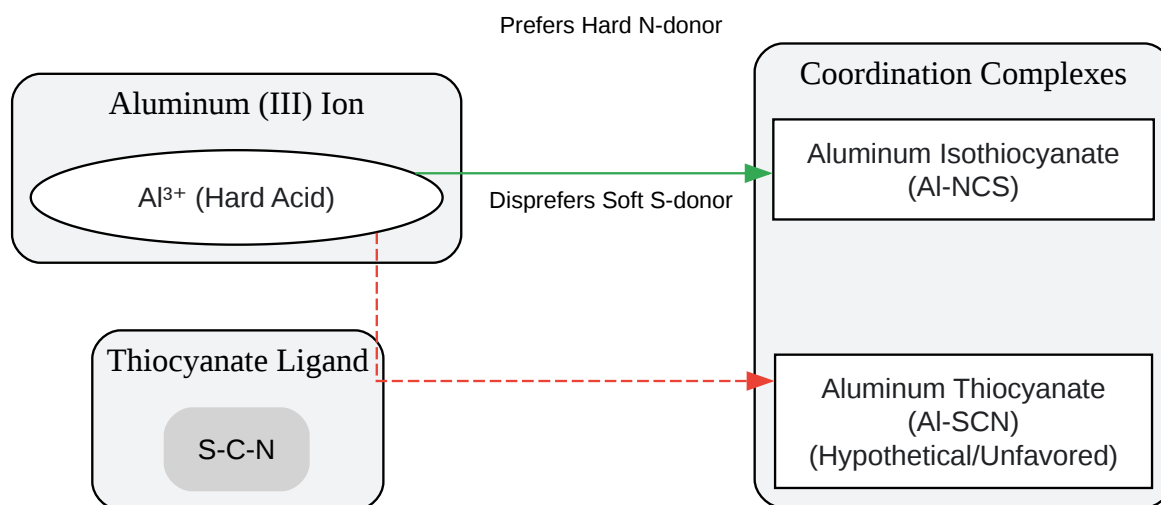 Prefers Hard N-donor
Aluminum (III) Ion
Al³⁺ (Hard Acid)
Disprefers Soft S-donor
Thiocyanate Ligand
S-C-N
Coordination Complexes
Aluminum Isothiocyanate
(Al-NCS)
Aluminum Thiocyanate
(Al-SCN)
(Hypothetical/Unfavored)